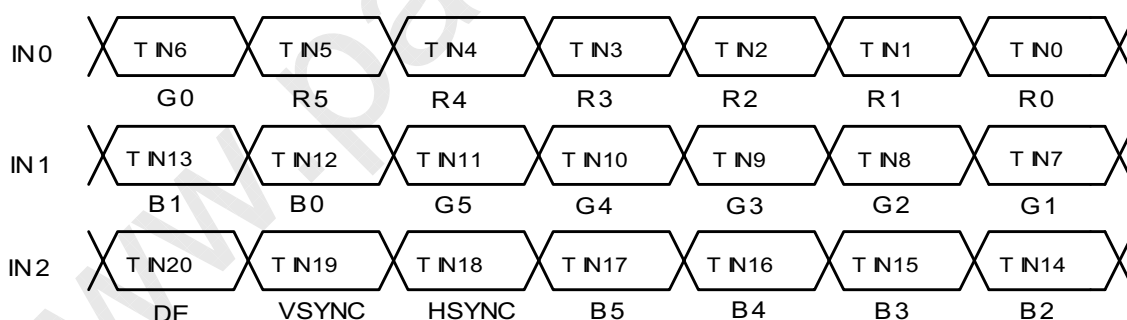 IN0 TIN6 TIN5 TIN4 TIN3 TIN2 TIN1 TIN0
G0 R5 R4 R3 R2 R1 R0
IN1 TIN13 TIN12 TIN11 TIN10 TIN9 TIN8 TIN7
B1 B0 G5 G4 G3 G2 G1
IN2 TIN20 TIN19 TIN18 TIN17 TIN16 TIN15 TIN14
DE VSYNC HSYNC B5 B4 B3 B2